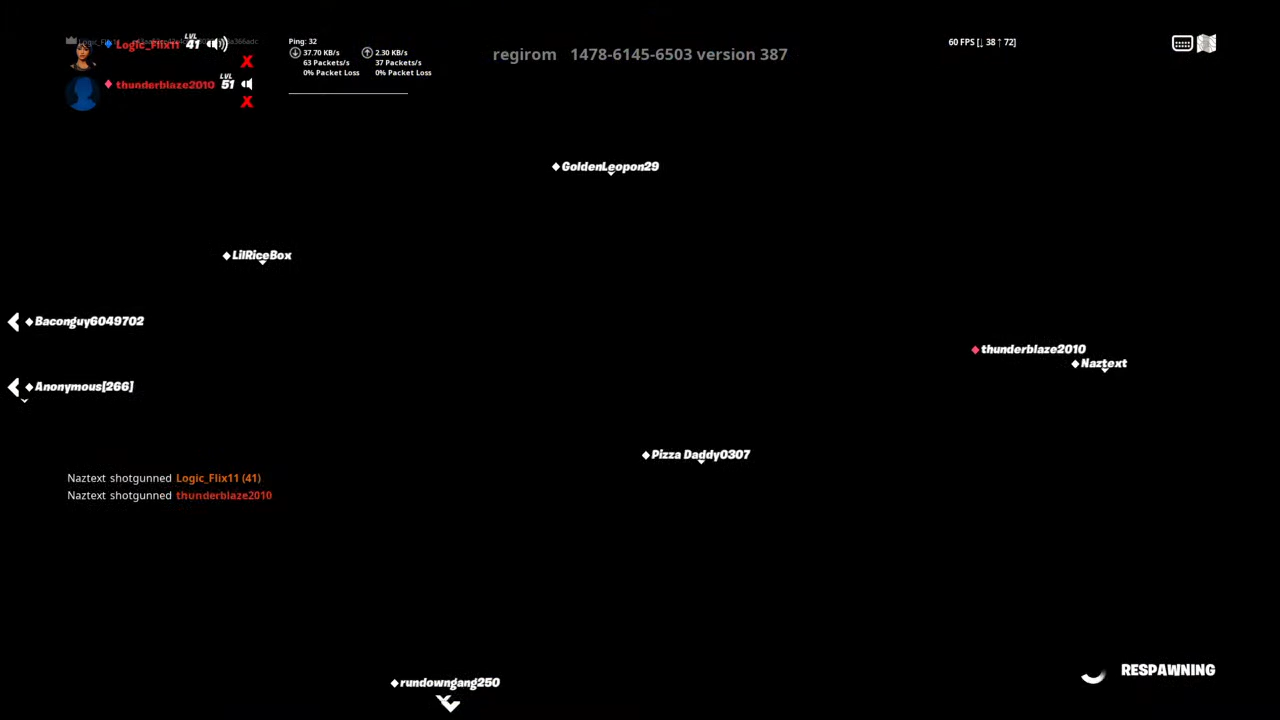 Logic_Flix11 LVL 41
X
thunderblaze2010 LVL 51
X
Ping: 32
37.70 KB/s 2.30 KB/s
63 Packets/s 37 Packets/s
0% Packet Loss 0% Packet Loss
regirom 1478-6145-6503 version 387
60 FPS [↓ 38 ↑ 72]
GoldenLeopon29
LilRiceBox
Baconguy6049702
thunderblaze2010
Naztext
Anonymous[266]
Pizza Daddy0307
Naztext shotgunned Logic_Flix11 (41)
Naztext shotgunned thunderblaze2010
RESPAWNING
rundowngang250